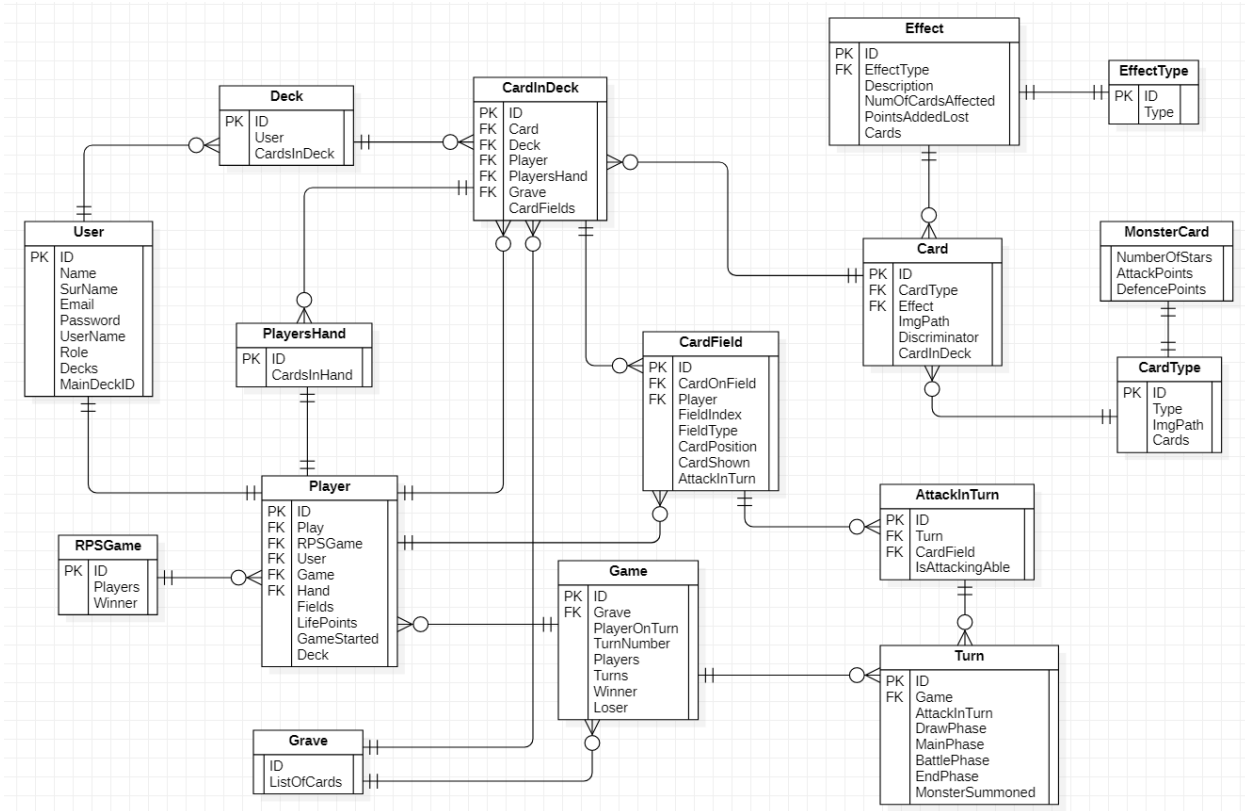 Effect
PK ID
FK EffectType
Description
NumOfCardsAffected
PointsAddedLost
Cards
EffectType
PK ID
Type
Deck
PK ID
User
CardsInDeck
CardInDeck
PK ID
FK Card
FK Deck
FK Player
FK PlayersHand
FK Grave
CardFields
User
PK ID
Name
SurName
Email
Password
UserName
Role
Decks
MainDeckID
Card
PK ID
FK CardType
FK Effect
ImgPath
Discriminator
CardInDeck
MonsterCard
NumberOfStars
AttackPoints
DefencePoints
PlayersHand
PK ID
CardsInHand
CardField
PK ID
FK CardOnField
FK Player
FieldIndex
FieldType
CardPosition
CardShown
AttackInTurn
CardType
PK ID
Type
ImgPath
Cards
Player
PK ID
FK Play
FK RPSGame
FK User
FK Game
FK Hand
Fields
LifePoints
GameStarted
Deck
AttackInTurn
PK ID
FK Turn
FK CardField
IsAttackingAble
RPSGame
PK ID
Players
Winner
Game
PK ID
FK Grave
PlayerOnTurn
TurnNumber
Players
Turns
Winner
Loser
Turn
PK ID
FK Game
AttackInTurn
DrawPhase
MainPhase
BattlePhase
EndPhase
MonsterSummoned
Grave
ID
ListOfCards